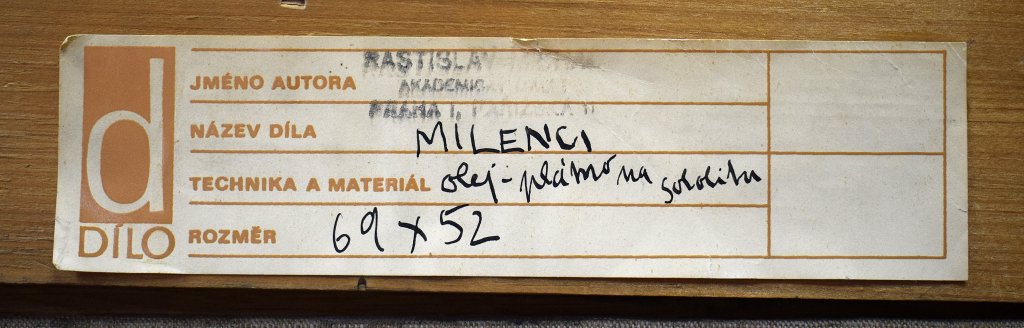 d
DÍLO
JMÉNO AUTORA RASTISLAV
AKADEMICKÝ
PRAHA 1, PAŘÍŽSKÁ 11
NÁZEV DÍLA MILENCI
TECHNIKA A MATERIÁL olej - plátno na sololitu
ROZMĚR 69 x 52